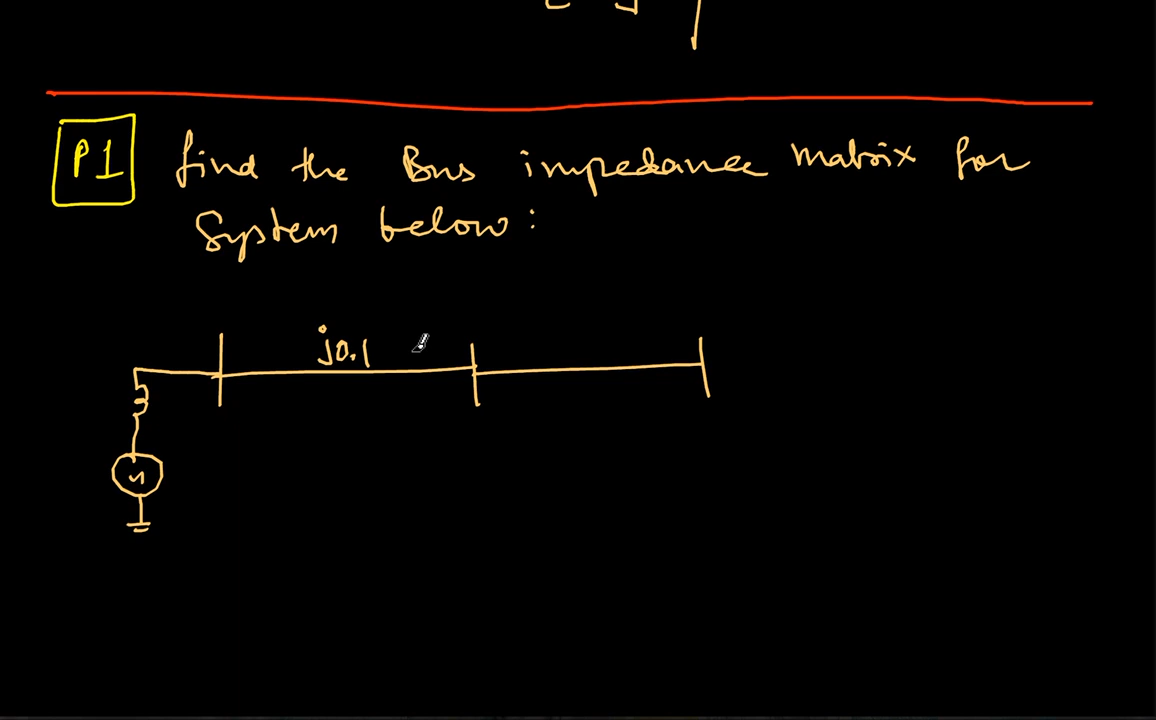 P1 find the Bus impedance matrix for
System below:
j0.1